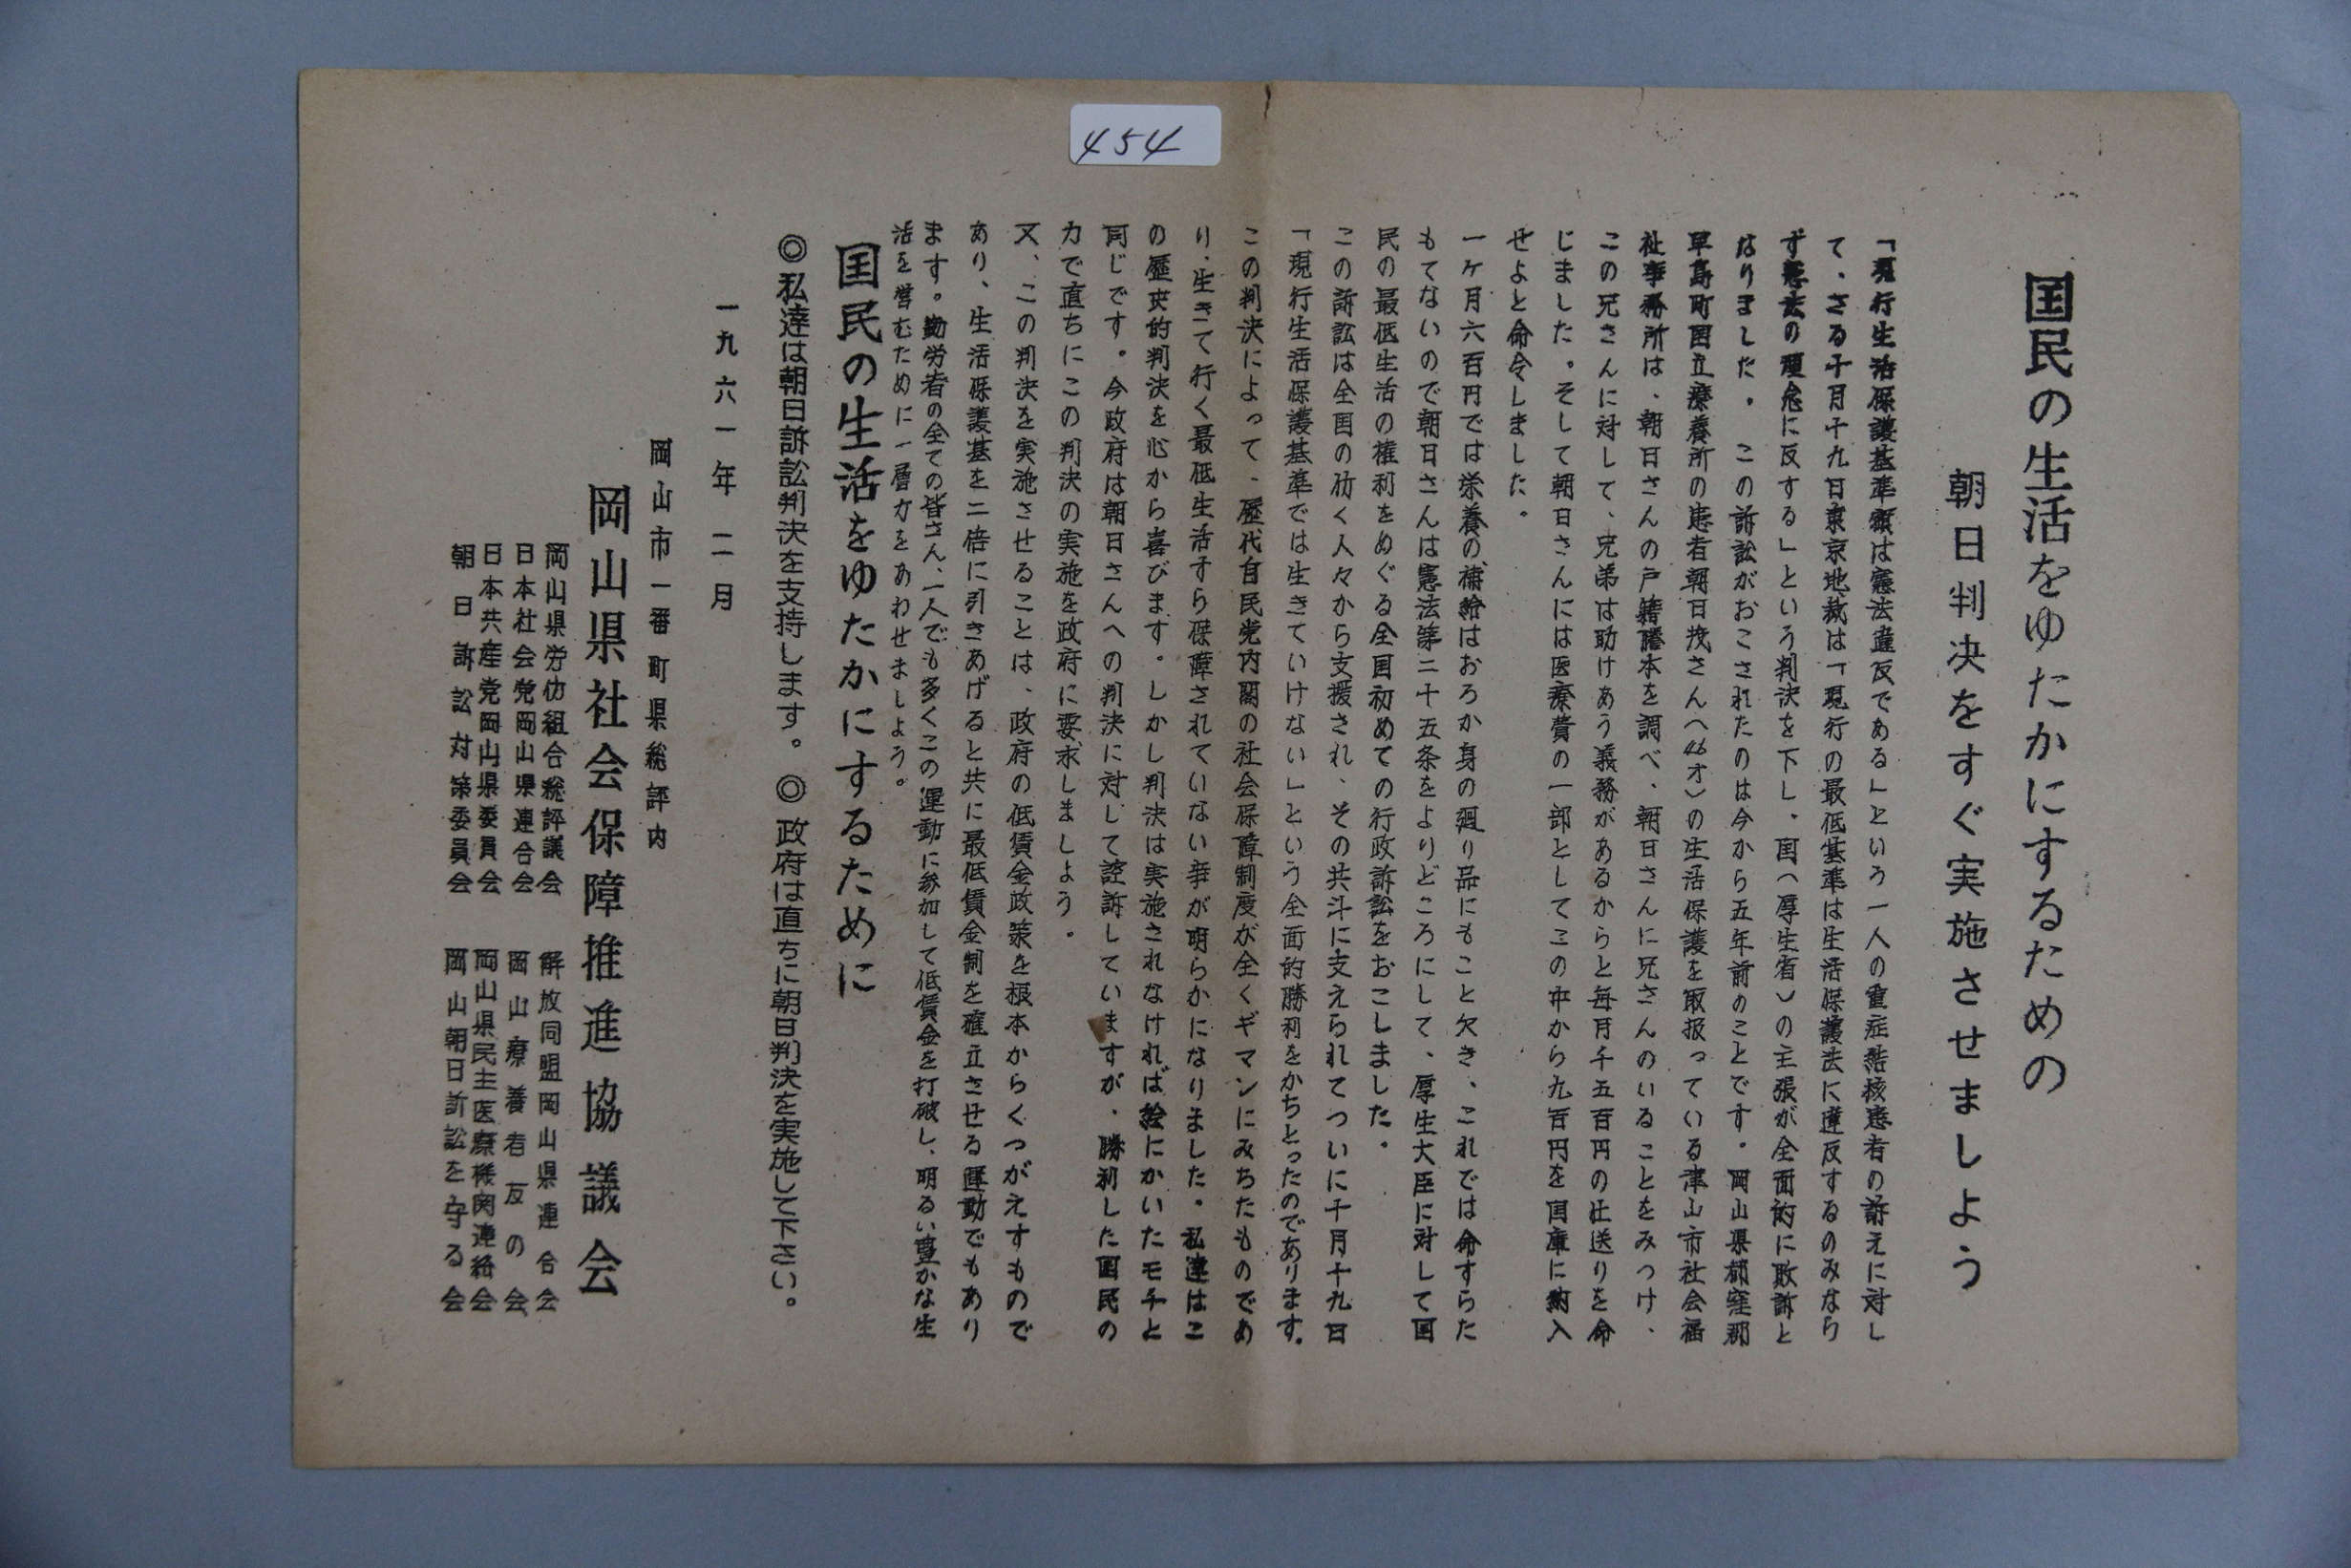 454
国民の生活をゆたかにするための
朝日判決をすぐ実施させましよう
「現行生活保護基準額は憲法違反である」という一人の重症結核患者の訴えに対し
て、さる十月十九日東京地裁は「現行の最低基準は生活保護法に違反するのみなら
ず憲法の理念に反する」という判決を下し、国（厚生省）の主張が全面的に敗訴と
なりました。この訴訟がおこされたのは今から五年前のことです。岡山県都窪郡
早島町国立療養所の患者朝日茂さん（46才）の生活保護を取扱っている津山市社会福
祉事務所は、朝日さんの戸籍謄本を調べ、朝日さんに兄さんのいることをみつけ、
この兄さんに対して、兄弟は助けあう義務があるからと毎月千五百円の仕送りを命
じました。そして朝日さんには医療費の一部としてこの中から九百円を国庫に納入
せよと命令しました。
一ケ月六百円では栄養の補給はおろか身の廻り品にもこと欠き、これでは命すらた
もてないので朝日さんは憲法第二十五条をよりどころにして、厚生大臣に対して国
民の最低生活の権利をめぐる全国初めての行政訴訟をおこしました。
この訴訟は全国の仂く人々から支援され、その共斗に支えられてついに十月十九日
「現行生活保護基準では生きていけない」という全面的勝利をかちとったのであります。
この判決によって、歴代自民党内閣の社会保障制度が全くギマンにみちたものであ
り、生きて行く最低生活すら保障されていない事が明らかになりました。私達はこ
の歴史的判決を心から喜びます。しかし判決は実施されなければ絵にかいたモチと
同じです。今政府は朝日さんへの判決に対して控訴していますが、勝利した国民の
力で直ちにこの判決の実施を政府に要求しましよう。
又、この判決を実施させることは、政府の低賃金政策を根本からくつがえすもので
あり、生活保護基を二倍に引きあげると共に最低賃金制を確立させる運動でもあり
ます。勤労者の全ての皆さん、一人でも多くこの運動に参加して低賃金を打破し、明るい豊かな生
活を営むために一層力をあわせましよう。
国民の生活をゆたかにするために
◎私達は朝日訴訟判決を支持します。◎政府は直ちに朝日判決を実施して下さい。
一九六一年二月
岡山市一番町県総評内
岡山県社会保障推進協議会
岡山県労仂組合総評議会
日本社会党岡山県連合会
日本共産党岡山県委員会
朝日訴訟対策委員会
解放同盟岡山県連合会
岡山療養者友の会
岡山県民主医療機関連絡会
岡山朝日訴訟を守る会